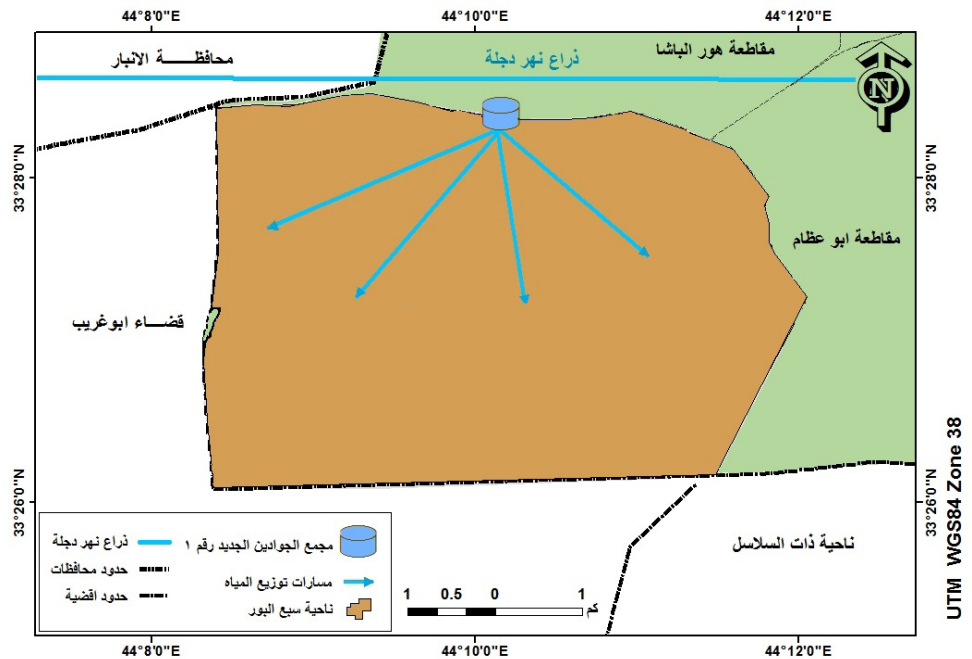 44°8'0"E 44°10'0"E 44°12'0"E
محافظـــــة الانبار
ذراع نهر دجلة
مقاطعة هور الباشا
N
33°28'0"N 33°28'0"N
مقاطعة ابو عظام
قضـــاء ابوغريب
33°26'0"N 33°26'0"N
ناحية ذات السلاسل
مجمع الجوادين الجديد رقم ١
مسارات توزيع المياه
ناحية سبع البور
ذراع نهر دجلة
حدود محافظات
حدود اقضية
1 0.5 0 1
كم
44°8'0"E 44°10'0"E 44°12'0"E
UTM WGS84 Zone 38